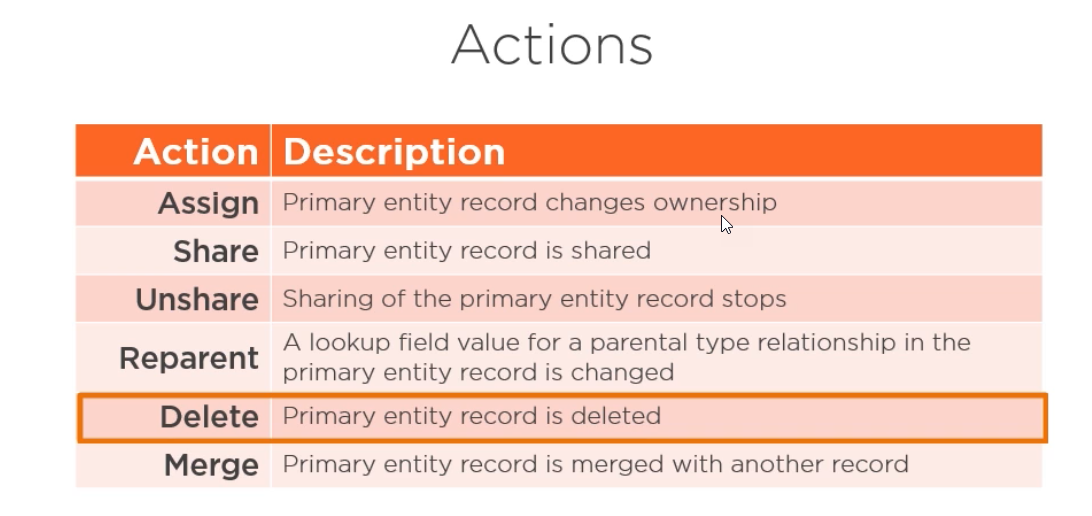 Actions
Action Description
Assign Primary entity record changes ownership
Share Primary entity record is shared
Unshare Sharing of the primary entity record stops
Reparent A lookup field value for a parental type relationship in the
primary entity record is changed
Delete Primary entity record is deleted
Merge Primary entity record is merged with another record